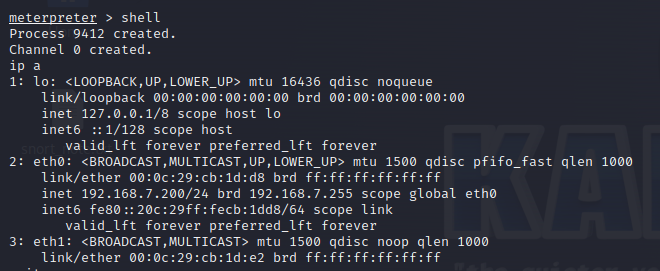 meterpreter > shell
Process 9412 created.
Channel 0 created.
ip a
1: lo: <LOOPBACK,UP,LOWER_UP> mtu 16436 qdisc noqueue
    link/loopback 00:00:00:00:00:00 brd 00:00:00:00:00:00
    inet 127.0.0.1/8 scope host lo
    inet6 ::1/128 scope host
       valid_lft forever preferred_lft forever
2: eth0: <BROADCAST,MULTICAST,UP,LOWER_UP> mtu 1500 qdisc pfifo_fast qlen 1000
    link/ether 00:0c:29:cb:1d:d8 brd ff:ff:ff:ff:ff:ff
    inet 192.168.7.200/24 brd 192.168.7.255 scope global eth0
    inet6 fe80::20c:29ff:fecb:1dd8/64 scope link
       valid_lft forever preferred_lft forever
3: eth1: <BROADCAST,MULTICAST> mtu 1500 qdisc noop qlen 1000
    link/ether 00:0c:29:cb:1d:e2 brd ff:ff:ff:ff:ff:ff